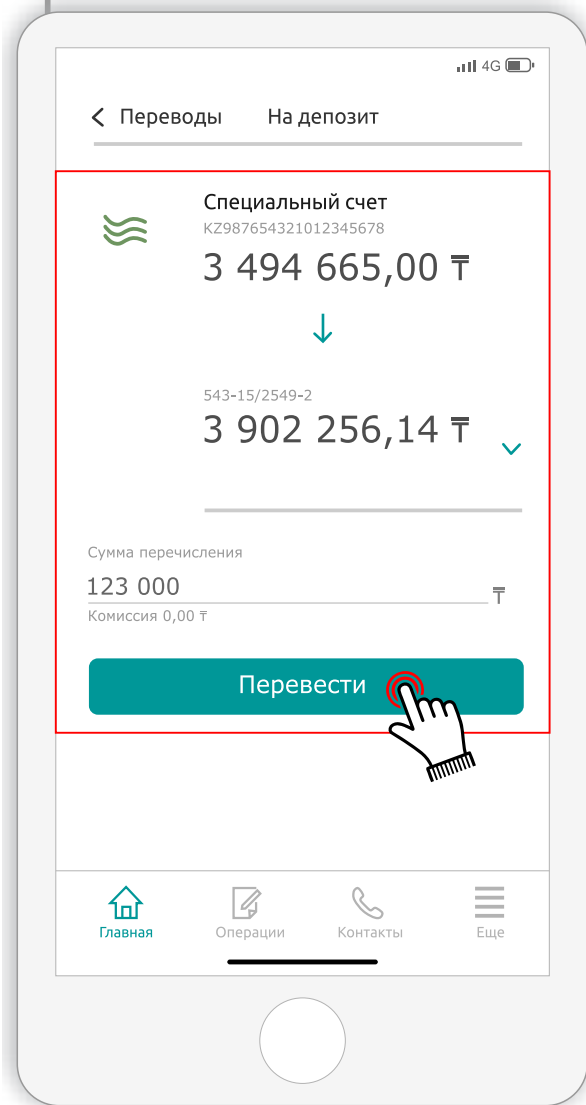 4G
Переводы На депозит
Специальный счет
KZ987654321012345678
3 494 665,00 ₸
543-15/2549-2
3 902 256,14 ₸
Сумма перечисления
123 000 ₸
Комиссия 0,00 ₸
Перевести
Главная Операции Контакты Еще